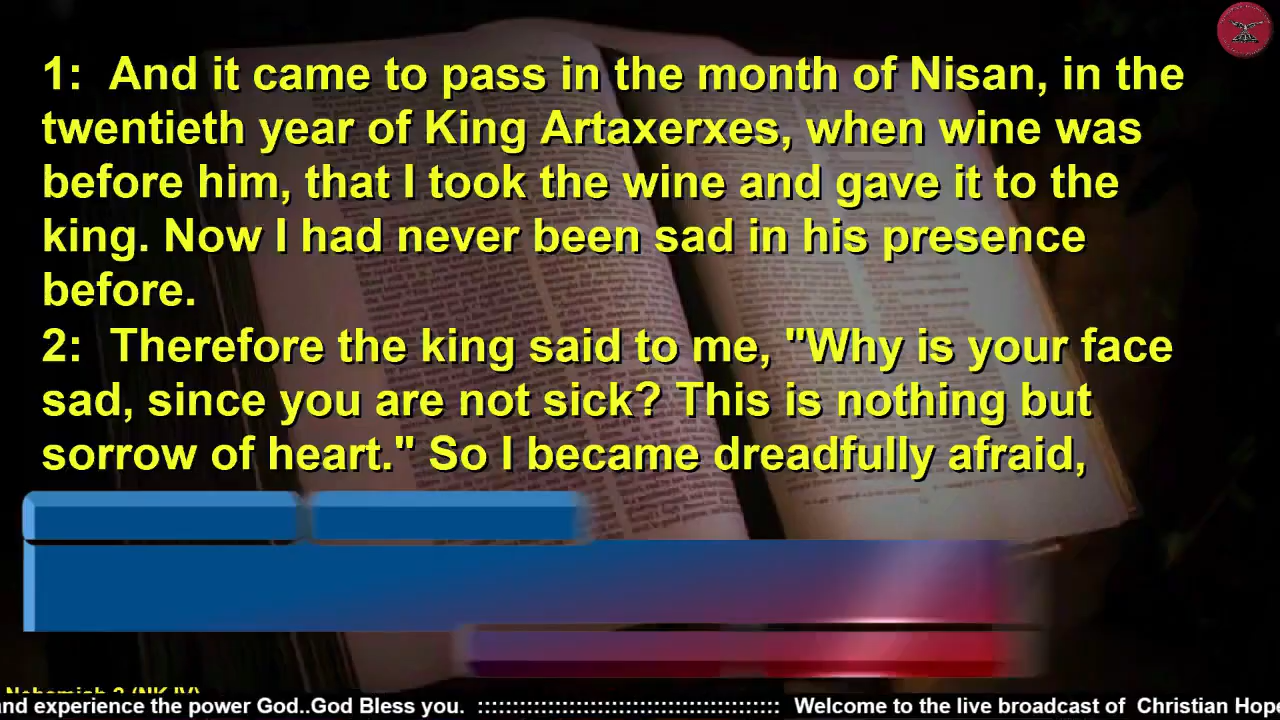 1: And it came to pass in the month of Nisan, in the
twentieth year of King Artaxerxes, when wine was
before him, that I took the wine and gave it to the
king. Now I had never been sad in his presence
before.
2: Therefore the king said to me, "Why is your face
sad, since you are not sick? This is nothing but
sorrow of heart." So I became dreadfully afraid,
Nehemiah 2 (NKJV)
and experience the power God..God Bless you. :::::::::::::::::::::::::::::::::::::::::: Welcome to the live broadcast of Christian Hope